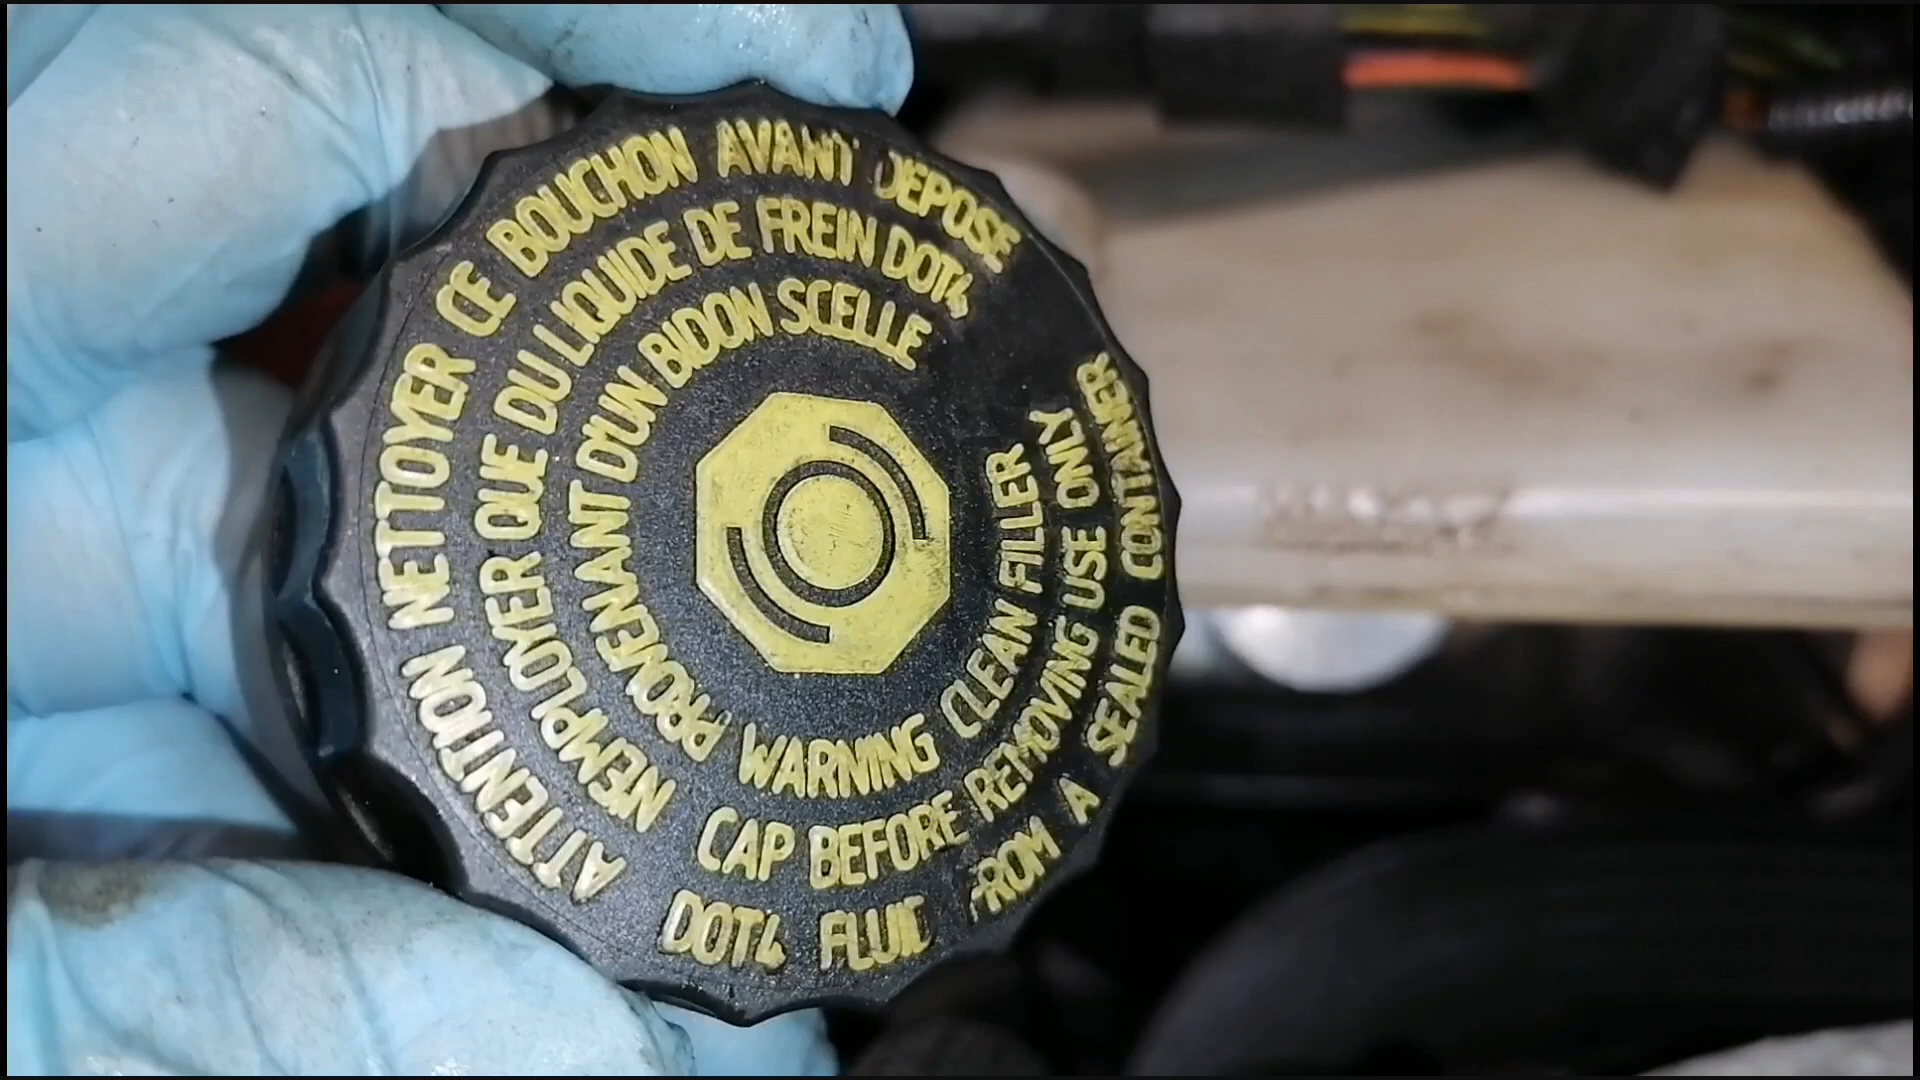 ATTENTION NETTOYER CE BOUCHON AVANT DEPOSE
N'EMPLOYER QUE DU LIQUIDE DE FREIN DOT4
PROVENANT D'UN BIDON SCELLE
WARNING CLEAN FILLER
CAP BEFORE REMOVING USE ONLY
DOT4 FLUID FROM A SEALED CONTAINER